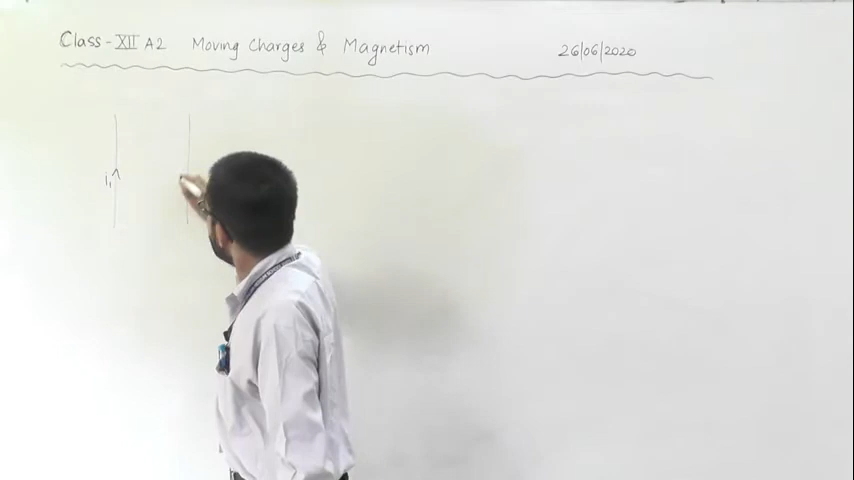 Class - XII A2 Moving Charges & Magnetism 26/06/2020
i₁